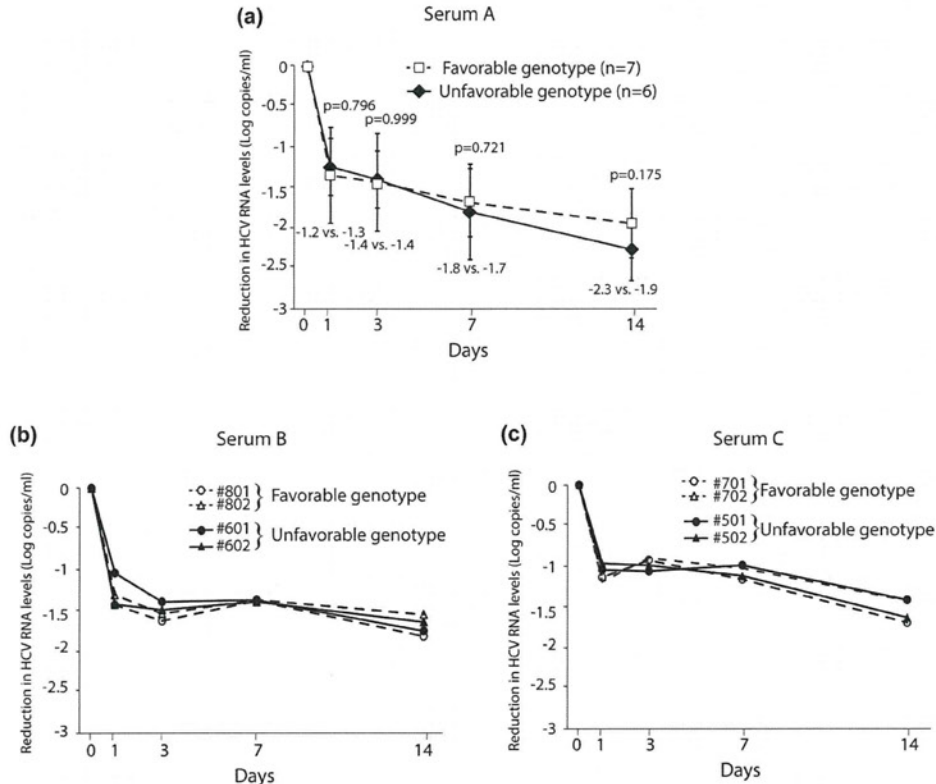 (a)
Serum A
Reduction in HCV RNA levels (Log copies/ml)
0
-0.5
-1
-1.5
-2
-2.5
-3
Favorable genotype (n=7)
Unfavorable genotype (n=6)
p=0.796
p=0.999
p=0.721
p=0.175
-1.2 vs. -1.3
-1.4 vs. -1.4
-1.8 vs. -1.7
-2.3 vs. -1.9
0 1 3 7 14
Days
(b)
Serum B
Reduction in HCV RNA levels (Log copies/ml)
0
-0.5
-1
-1.5
-2
-2.5
-3
#801
#802
Favorable genotype
#601
#602
Unfavorable genotype
0 1 3 7 14
Days
(c)
Serum C
Reduction in HCV RNA levels (Log copies/ml)
0
-0.5
-1
-1.5
-2
-2.5
-3
#701
#702
Favorable genotype
#501
#502
Unfavorable genotype
0 1 3 7 14
Days